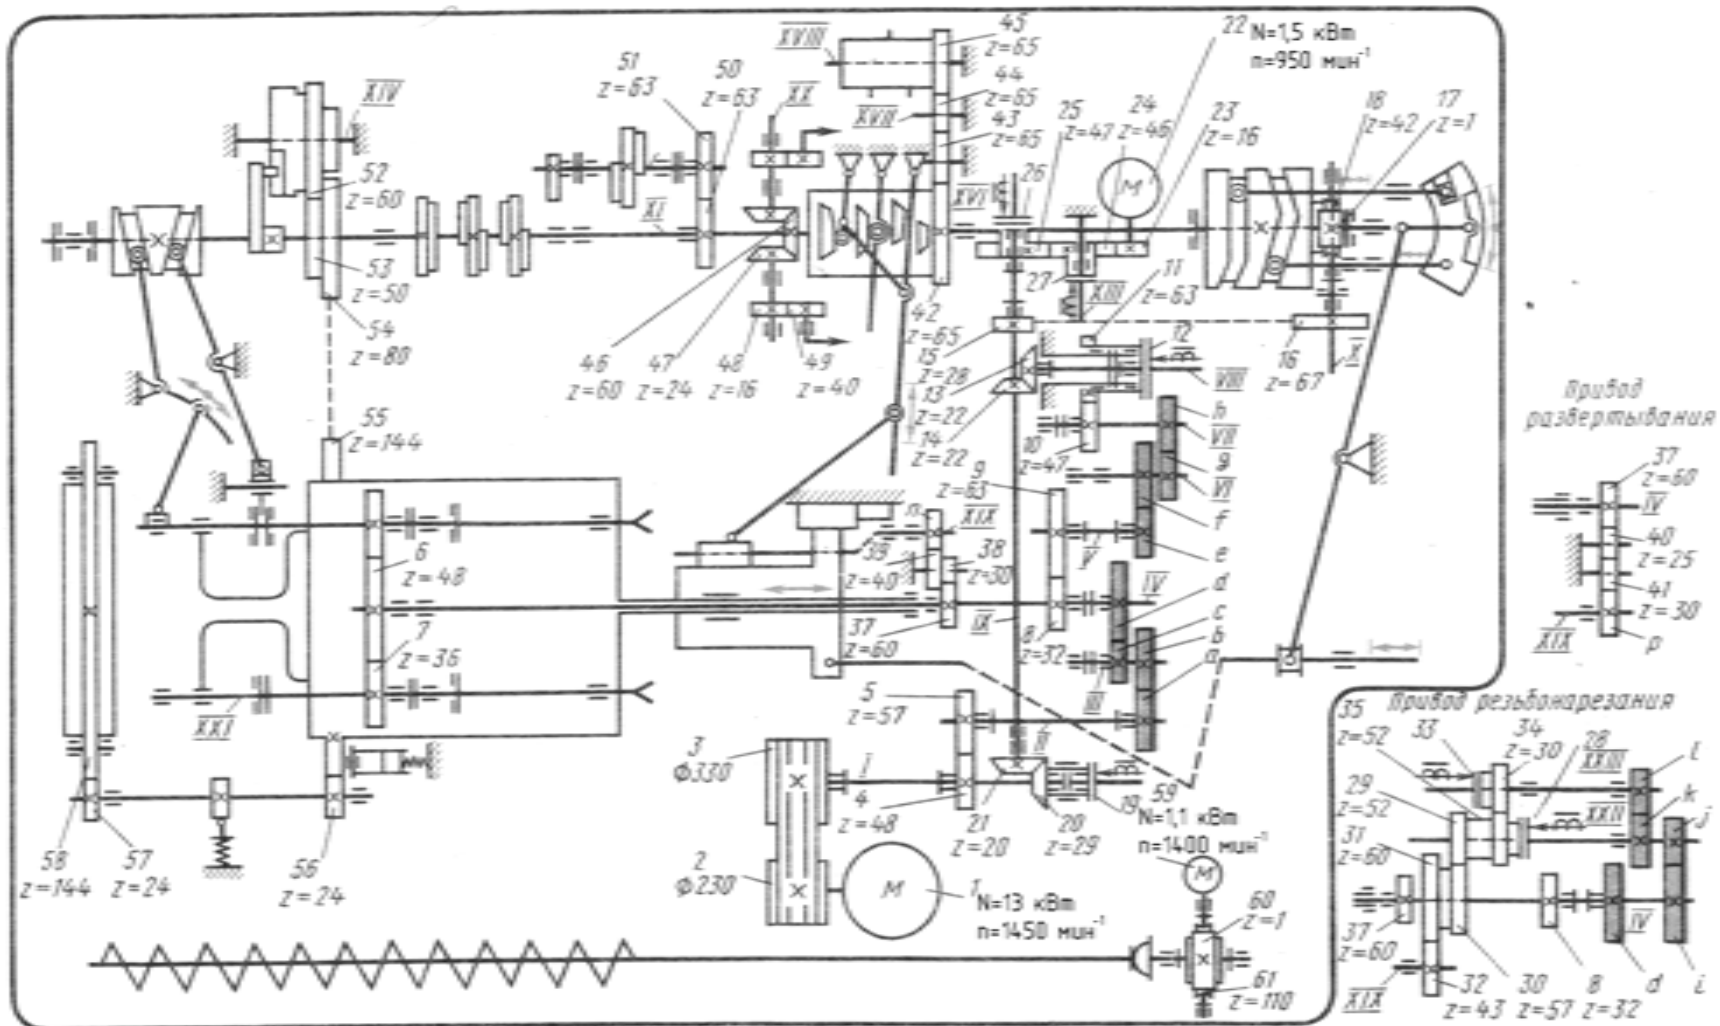 XIV
51
z=63
50
z=63
XX
XVIII
45
z=65
44
z=65
XVII
43
z=65
22
N=1,5 кВт
n=950 мин⁻¹
25
z=47
24
z=46
23
z=16
18
z=42
17
z=1
52
z=60
XI
XVI
26
M
53
z=50
54
z=80
27
XIII
11
z=63
12
46
z=60
47
z=24
48
z=16
49
z=40
42
z=65
15
z=28
13
z=22
14
z=22
VIII
16
z=67
X
55
z=144
10
z=47
h
VII
g
VI
f
e
9
z=63
V
Привод
развертывания
37
z=60
IV
40
z=25
41
z=30
XIX
p
6
z=48
n
XIX
39
z=40
38
z=30
IV
d
c
b
a
7
z=36
37
z=60
IX
8
z=32
III
XXI
5
z=57
II
3
Ф330
I
4
z=48
21
z=20
20
z=29
19
59
N=1,1 кВт
n=1400 мин⁻¹
M
58
z=144
57
z=24
56
z=24
2
Ф230
M
1
N=13 кВт
n=1450 мин⁻¹
60
z=1
61
z=110
Привод резьбонарезания
35
z=52
33
34
z=30
28
XXIII
l
29
z=52
k
31
z=60
XXII
j
37
z=60
IV
XIX
32
z=43
30
z=57
8
z=32
d
i